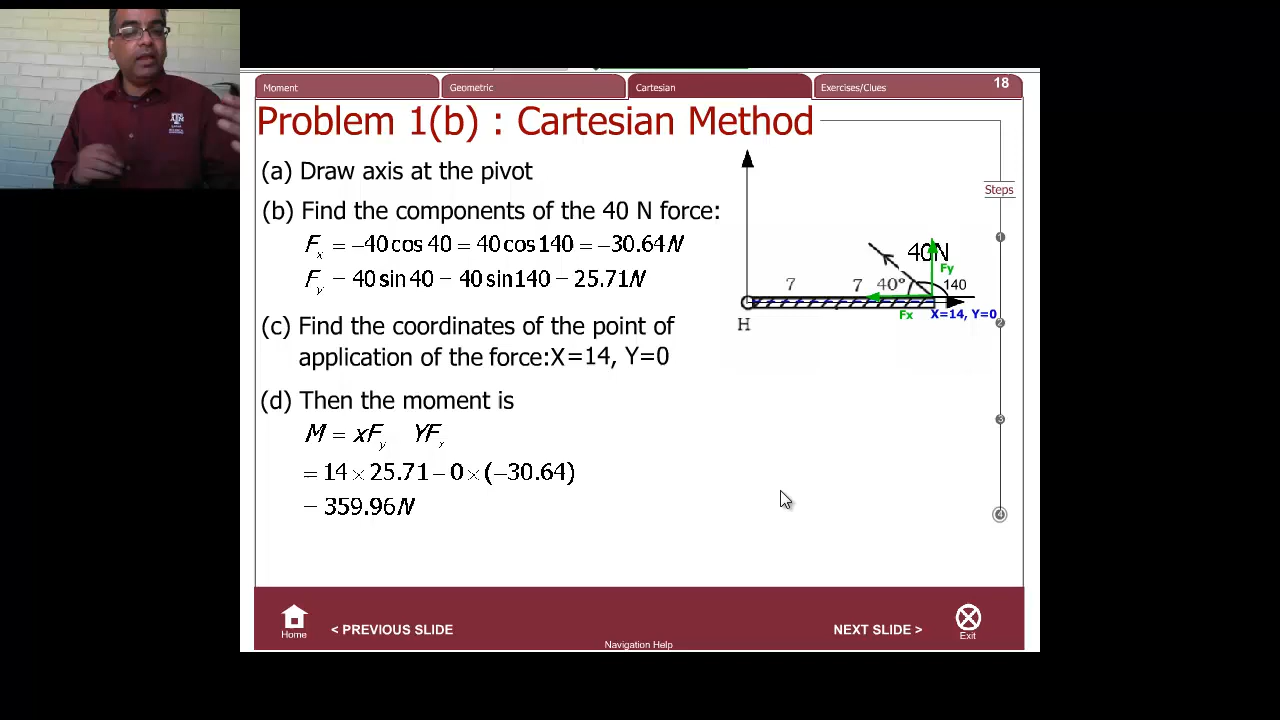 Moment
Geometric
Cartesian
Exercises/Clues
18
Problem 1(b) : Cartesian Method
(a) Draw axis at the pivot
(b) Find the components of the 40 N force:
Fx = −40 cos 40 = 40 cos 140 = −30.64N
Fy − 40 sin 40 − 40 sin 140 − 25.71N
(c) Find the coordinates of the point of
application of the force:X=14, Y=0
(d) Then the moment is
M = xFy YFx
= 14 × 25.71 − 0 × (−30.64)
− 359.96N
40N
Fy
7 7 40° 140
H
Fx X=14, Y=0
Steps
1
2
3
4
Home
< PREVIOUS SLIDE
NEXT SLIDE >
Exit
Navigation Help